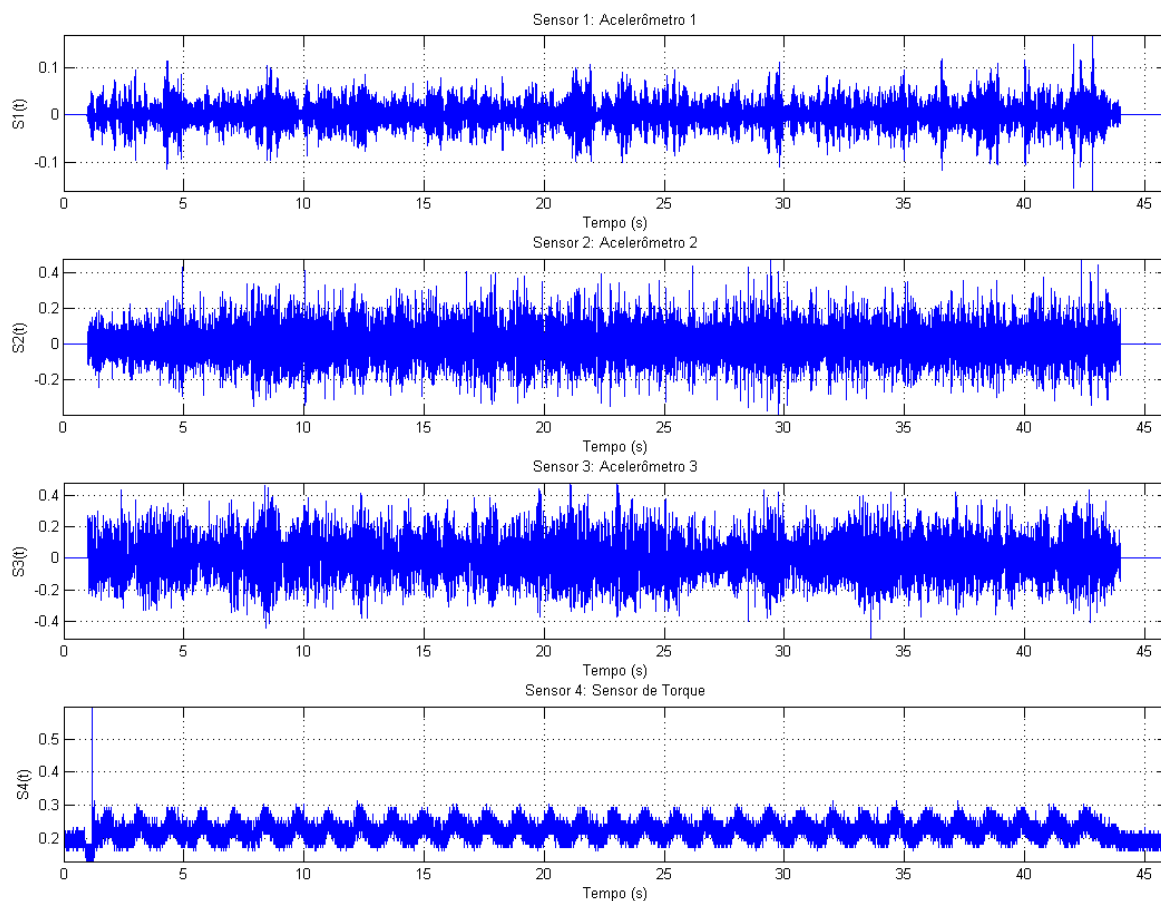 Sensor 1: Acelerômetro 1
0.1
0
-0.1
S1(t)
0 5 10 15 20 25 30 35 40 45
Tempo (s)
Sensor 2: Acelerômetro 2
0.4
0.2
0
-0.2
S2(t)
0 5 10 15 20 25 30 35 40 45
Tempo (s)
Sensor 3: Acelerômetro 3
0.4
0.2
0
-0.2
-0.4
S3(t)
0 5 10 15 20 25 30 35 40 45
Tempo (s)
Sensor 4: Sensor de Torque
0.5
0.4
0.3
0.2
S4(t)
0 5 10 15 20 25 30 35 40 45
Tempo (s)